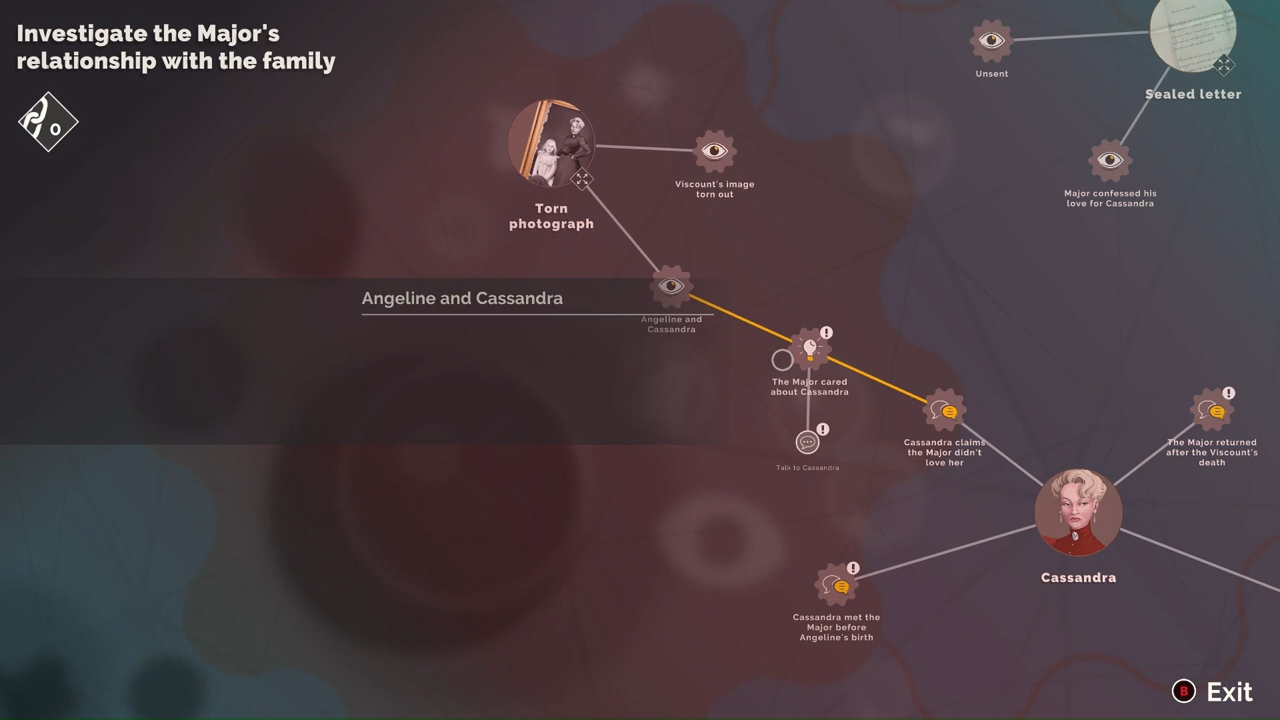 Investigate the Major's
relationship with the family
0
Unsent
Sealed letter
Major confessed his
love for Cassandra
Viscount's image
torn out
Torn
photograph
Angeline and Cassandra
Angeline and
Cassandra
The Major cared
about Cassandra
Talk to Cassandra
Cassandra claims
the Major didn't
love her
The Major returned
after the Viscount's
death
Cassandra
Cassandra met the
Major before
Angeline's birth
B Exit